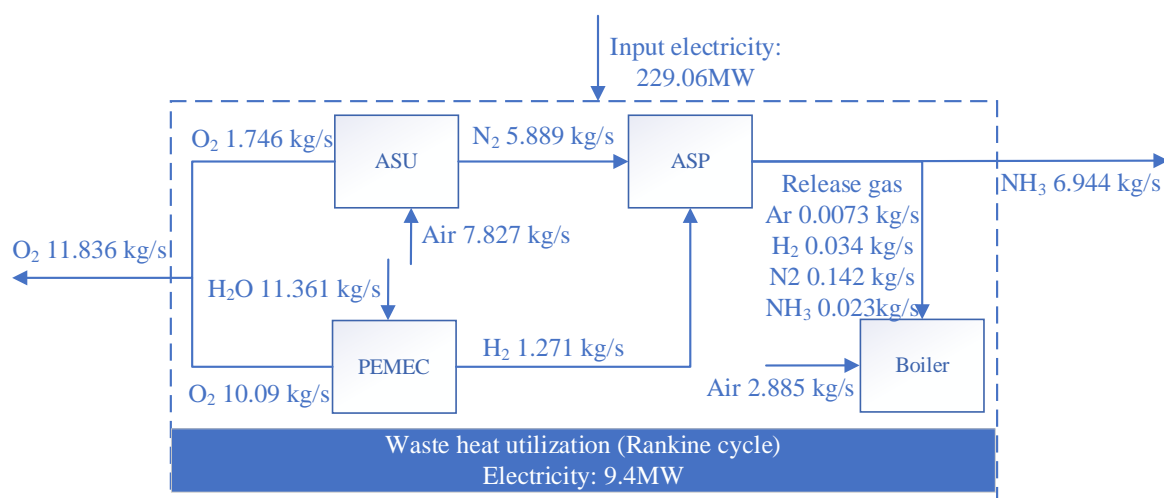 Input electricity:
229.06MW
O₂ 1.746 kg/s
ASU
N₂ 5.889 kg/s
ASP
NH₃ 6.944 kg/s
Release gas
Ar 0.0073 kg/s
H₂ 0.034 kg/s
N2 0.142 kg/s
NH₃ 0.023kg/s
Air 7.827 kg/s
O₂ 11.836 kg/s
H₂O 11.361 kg/s
PEMEC
H₂ 1.271 kg/s
Boiler
O₂ 10.09 kg/s
Air 2.885 kg/s
Waste heat utilization (Rankine cycle)
Electricity: 9.4MW